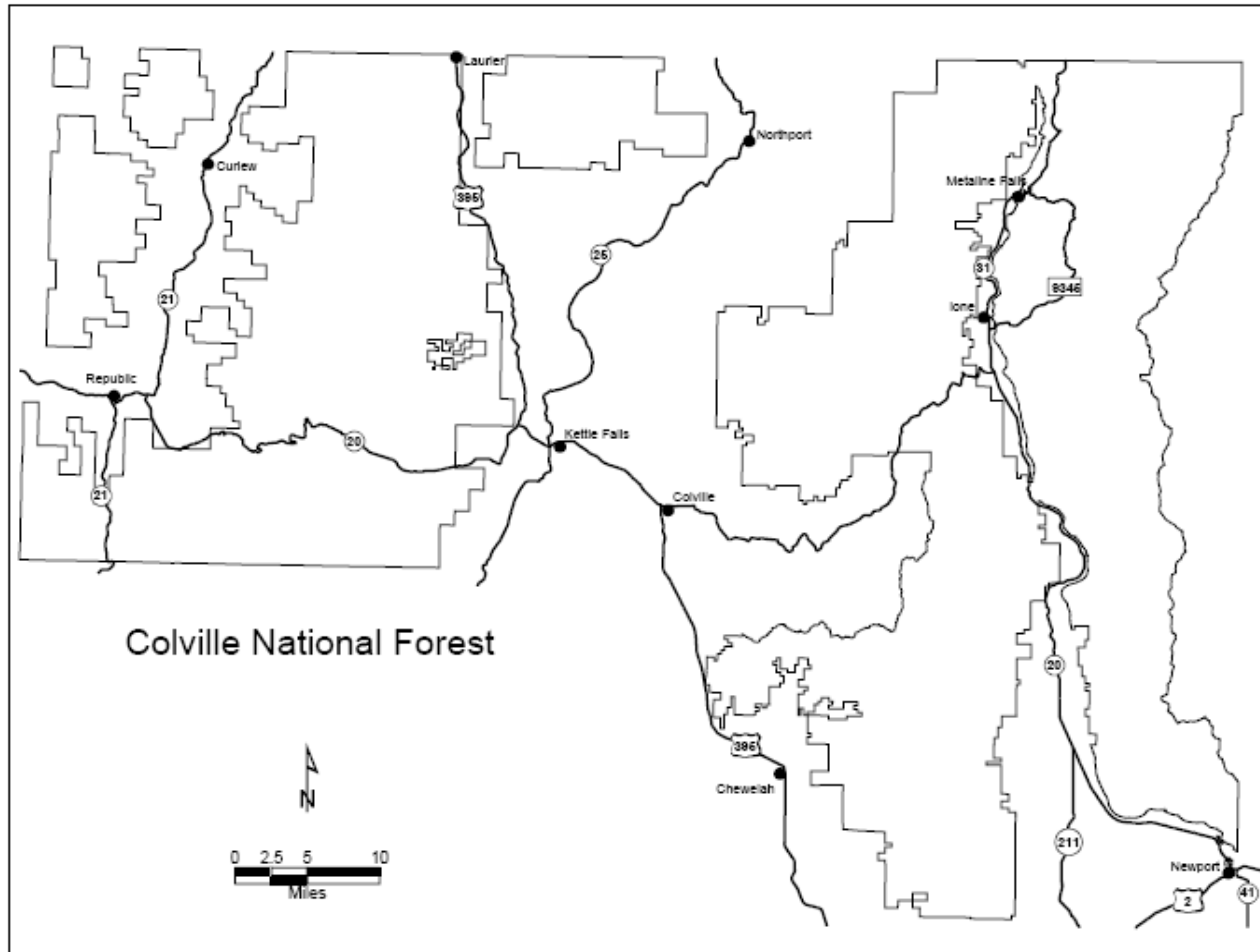 Laurier
Northport
Curlew
Metaline Falls
395
25
31
9345
21
Ione
Republic
20
Kettle Falls
21
Colville
Colville National Forest
20
395
Chewelah
N
0 2.5 5 10
Miles
211
Newport
2
41